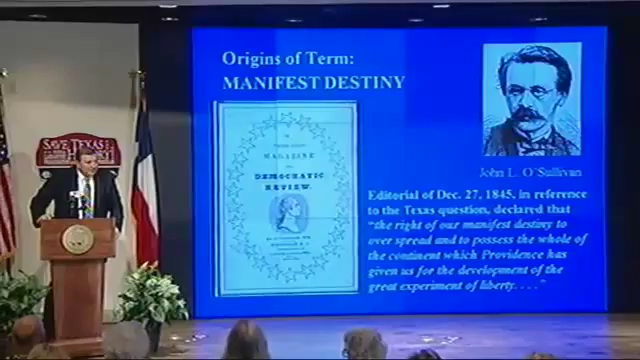 Origins of Term:
MANIFEST DESTINY
MAGAZINE
DEMOCRATIC
REVIEW.
John L. O'Sullivan
Editorial of Dec. 27, 1845, in reference
to the Texas question, declared that
"the right of our manifest destiny to
over spread and to possess the whole of
the continent which Providence has
given us for the development of the
great experiment of liberty. . . ."
SAVE TEXAS